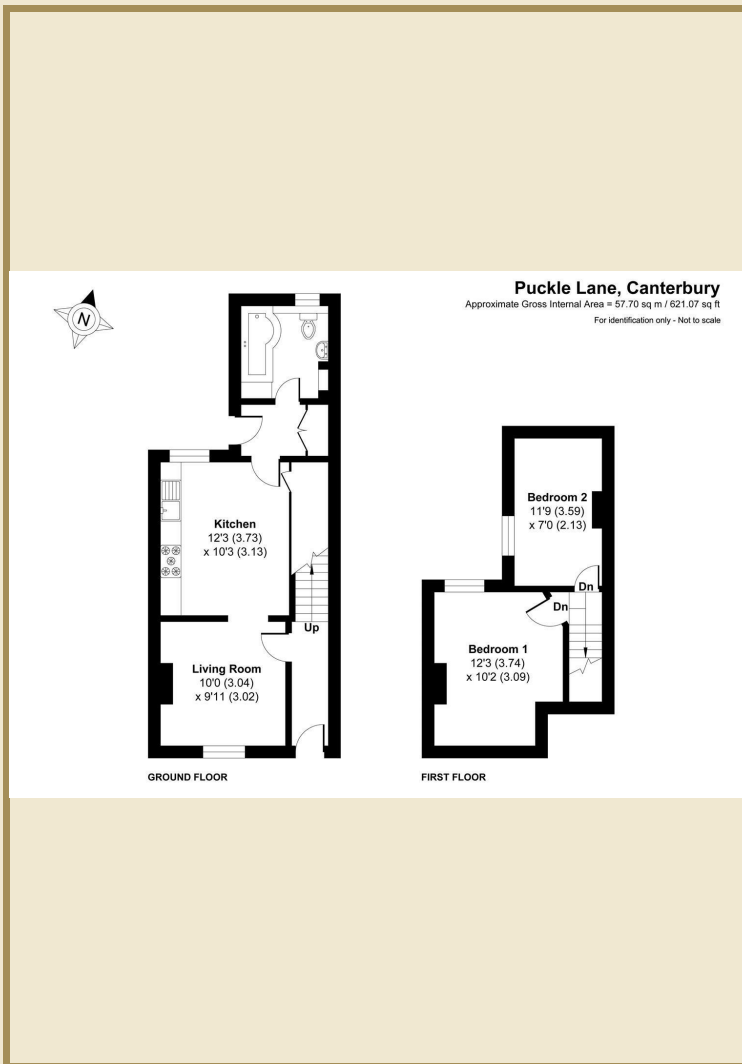 Puckle Lane, Canterbury
Approximate Gross Internal Area = 57.70 sq m / 621.07 sq ft
For identification only - Not to scale
N
Kitchen
12'3 (3.73)
x 10'3 (3.13)
Up
Living Room
10'0 (3.04)
x 9'11 (3.02)
GROUND FLOOR
Bedroom 2
11'9 (3.59)
x 7'0 (2.13)
Dn
Dn
Bedroom 1
12'3 (3.74)
x 10'2 (3.09)
FIRST FLOOR